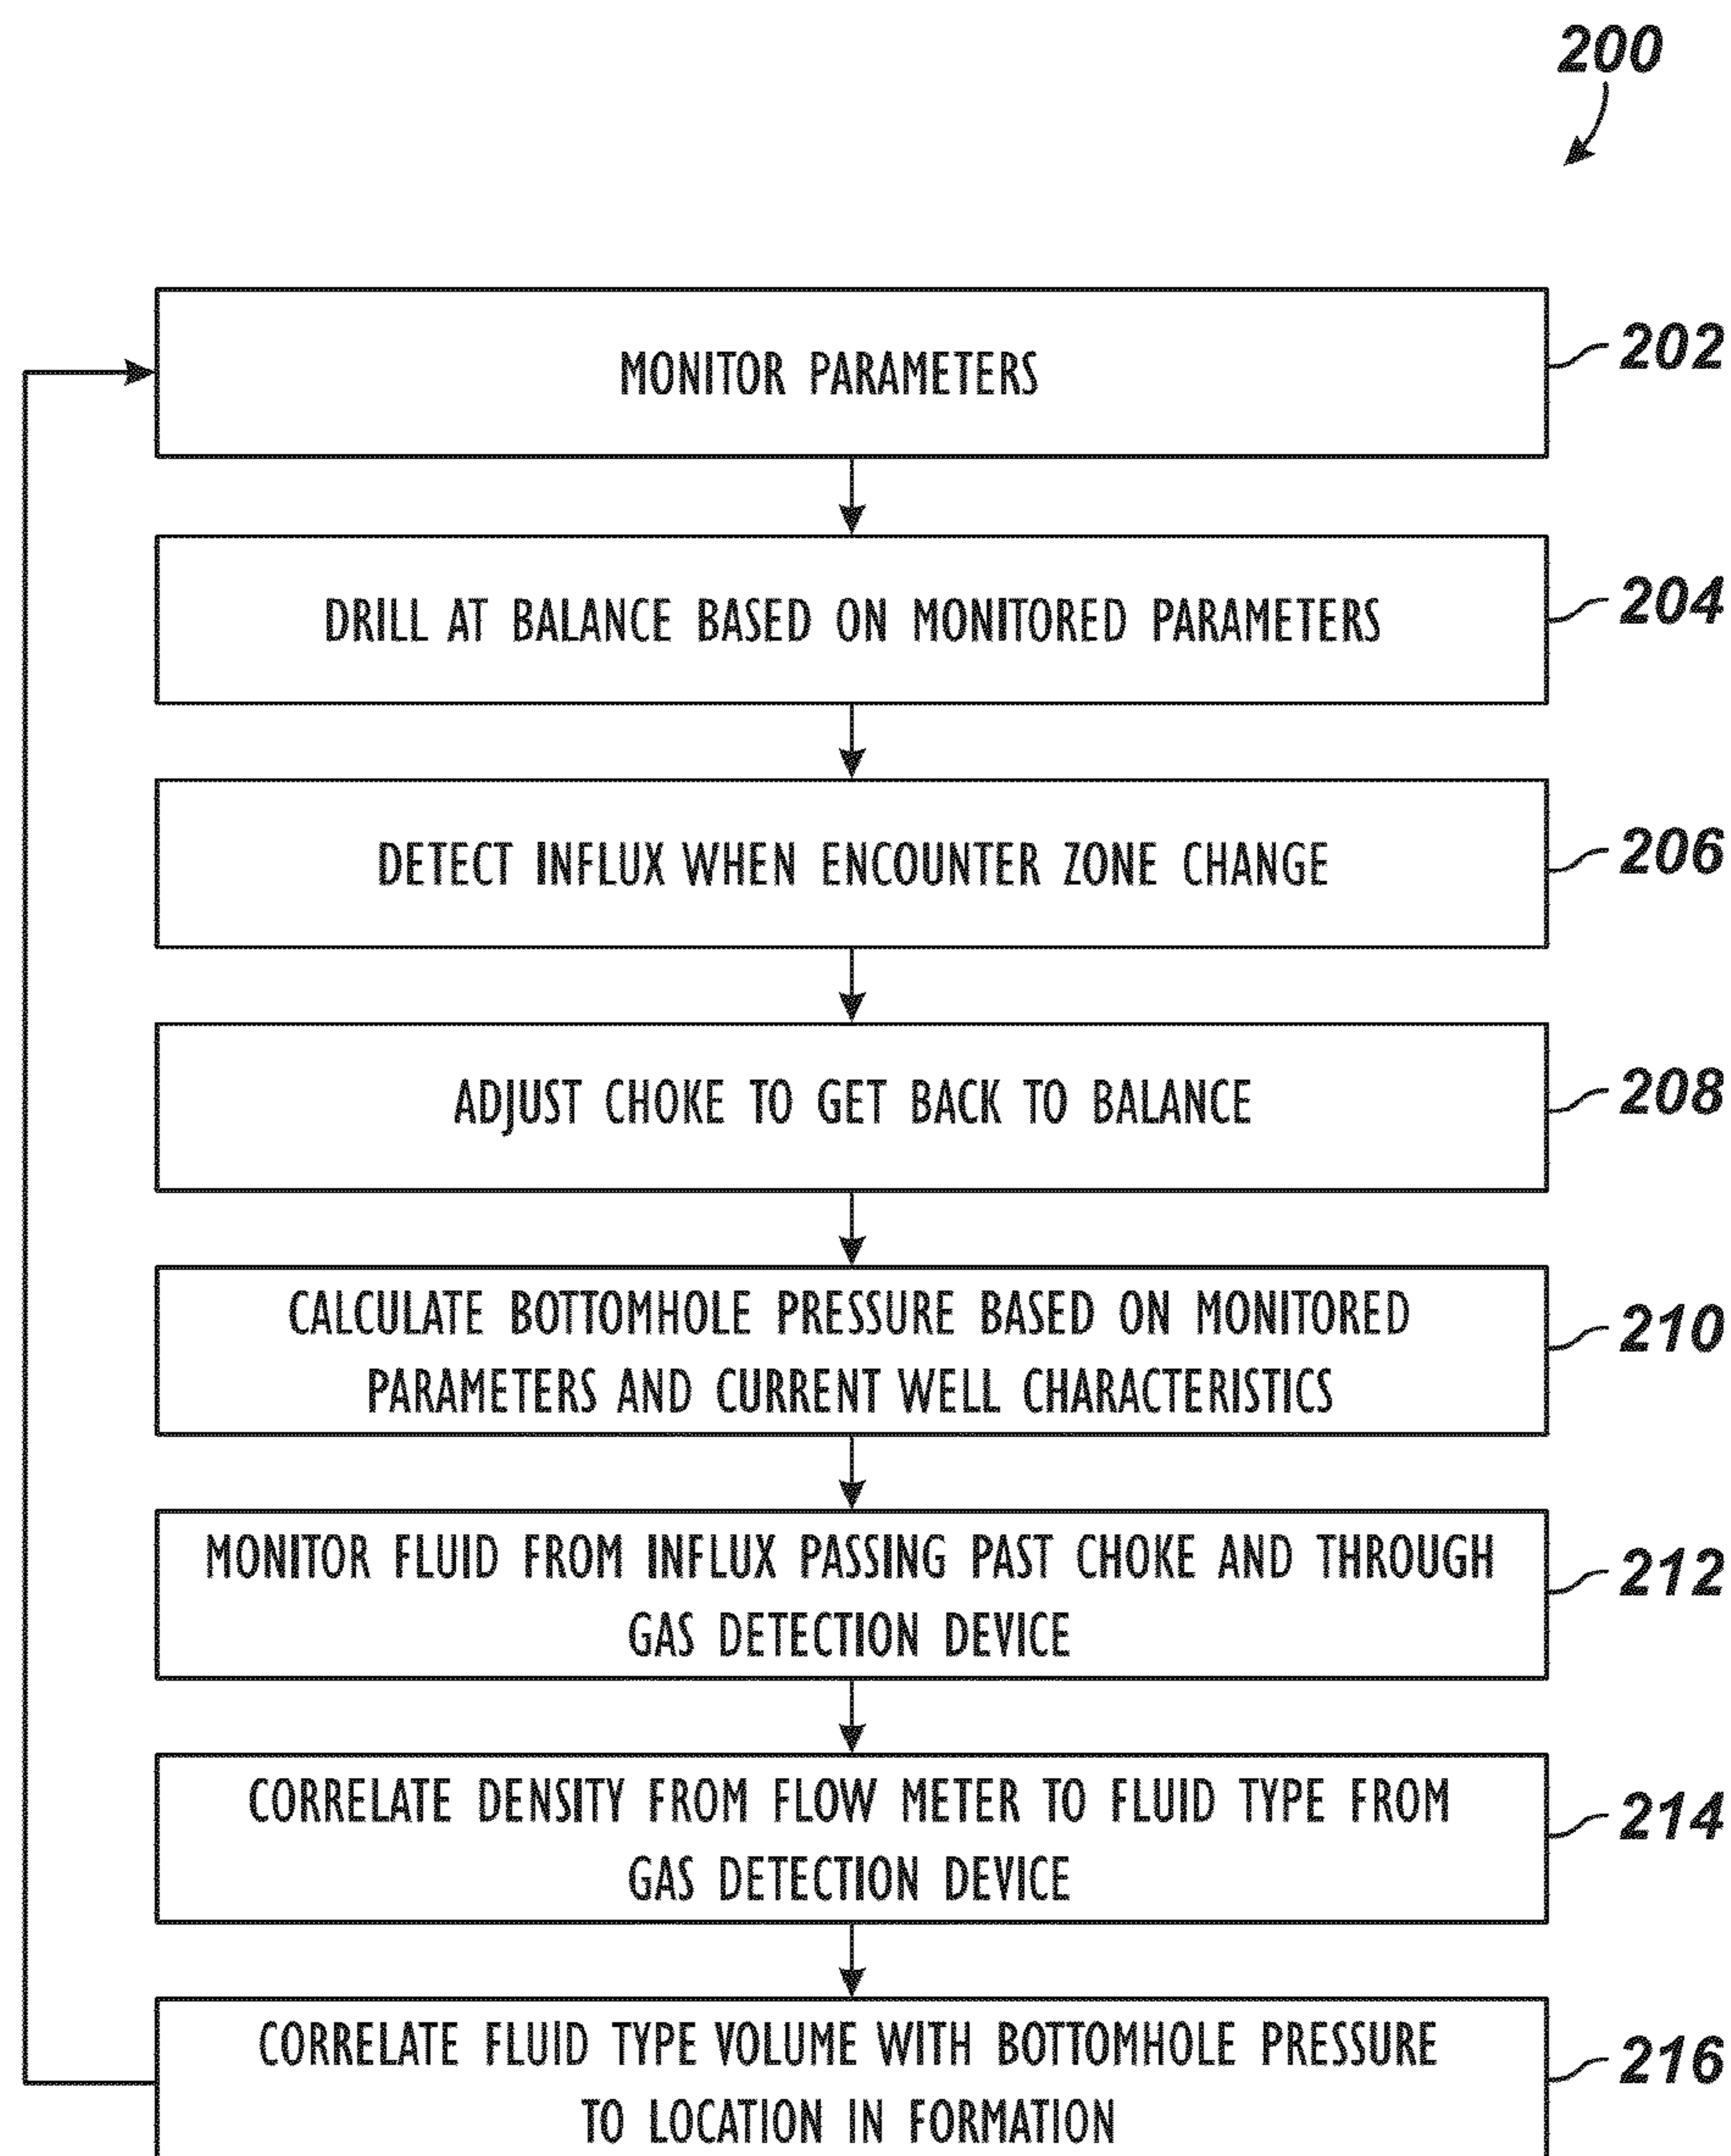 200
MONITOR PARAMETERS
202
DRILL AT BALANCE BASED ON MONITORED PARAMETERS
204
DETECT INFLUX WHEN ENCOUNTER ZONE CHANGE
206
ADJUST CHOKE TO GET BACK TO BALANCE
208
CALCULATE BOTTOMHOLE PRESSURE BASED ON MONITORED
PARAMETERS AND CURRENT WELL CHARACTERISTICS
210
MONITOR FLUID FROM INFLUX PASSING PAST CHOKE AND THROUGH
GAS DETECTION DEVICE
212
CORRELATE DENSITY FROM FLOW METER TO FLUID TYPE FROM
GAS DETECTION DEVICE
214
CORRELATE FLUID TYPE VOLUME WITH BOTTOMHOLE PRESSURE
TO LOCATION IN FORMATION
216